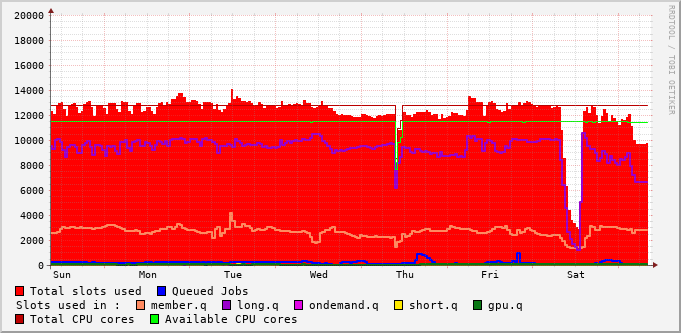 20000
18000
16000
14000
12000
10000
8000
6000
4000
2000
0
Sun Mon Tue Wed Thu Fri Sat
RRDTOOL / TOBI OETIKER
Total slots used Queued Jobs
Slots used in : member.q long.q ondemand.q short.q gpu.q
Total CPU cores Available CPU cores